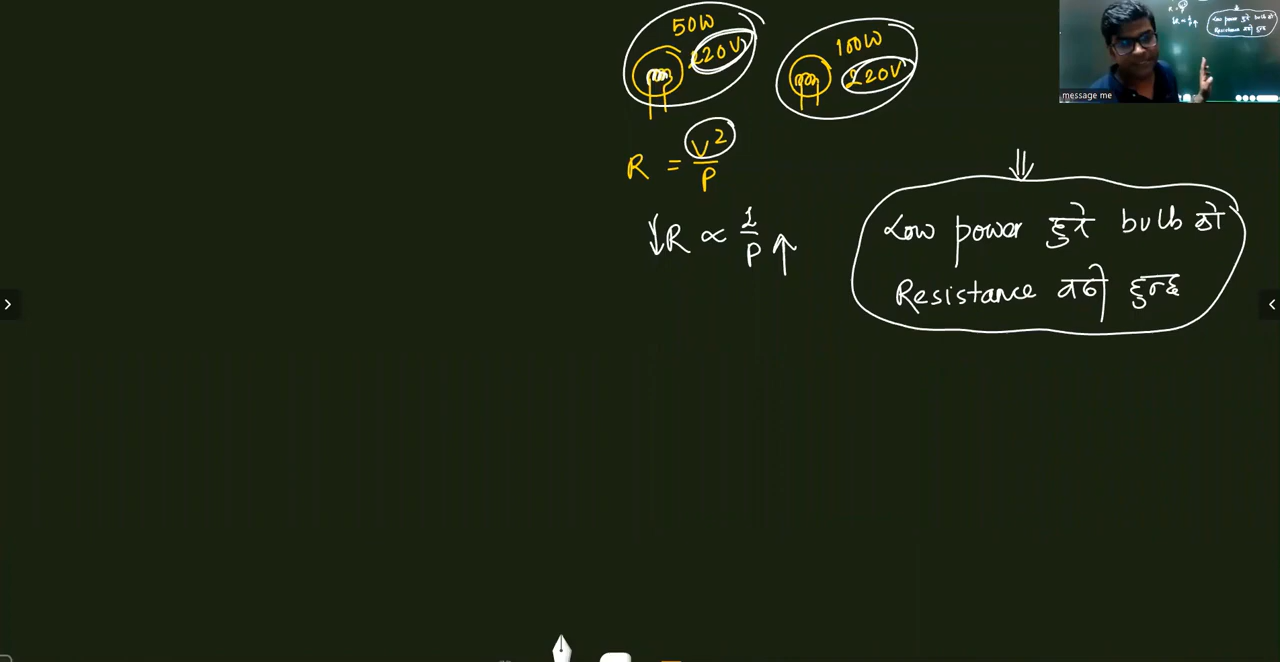 50W
220V
100W
220V
R = V²/P
↓R ∝ 1/P ↑
⇓
Low power हुने bulb को
Resistance बढी हुन्छ
message me